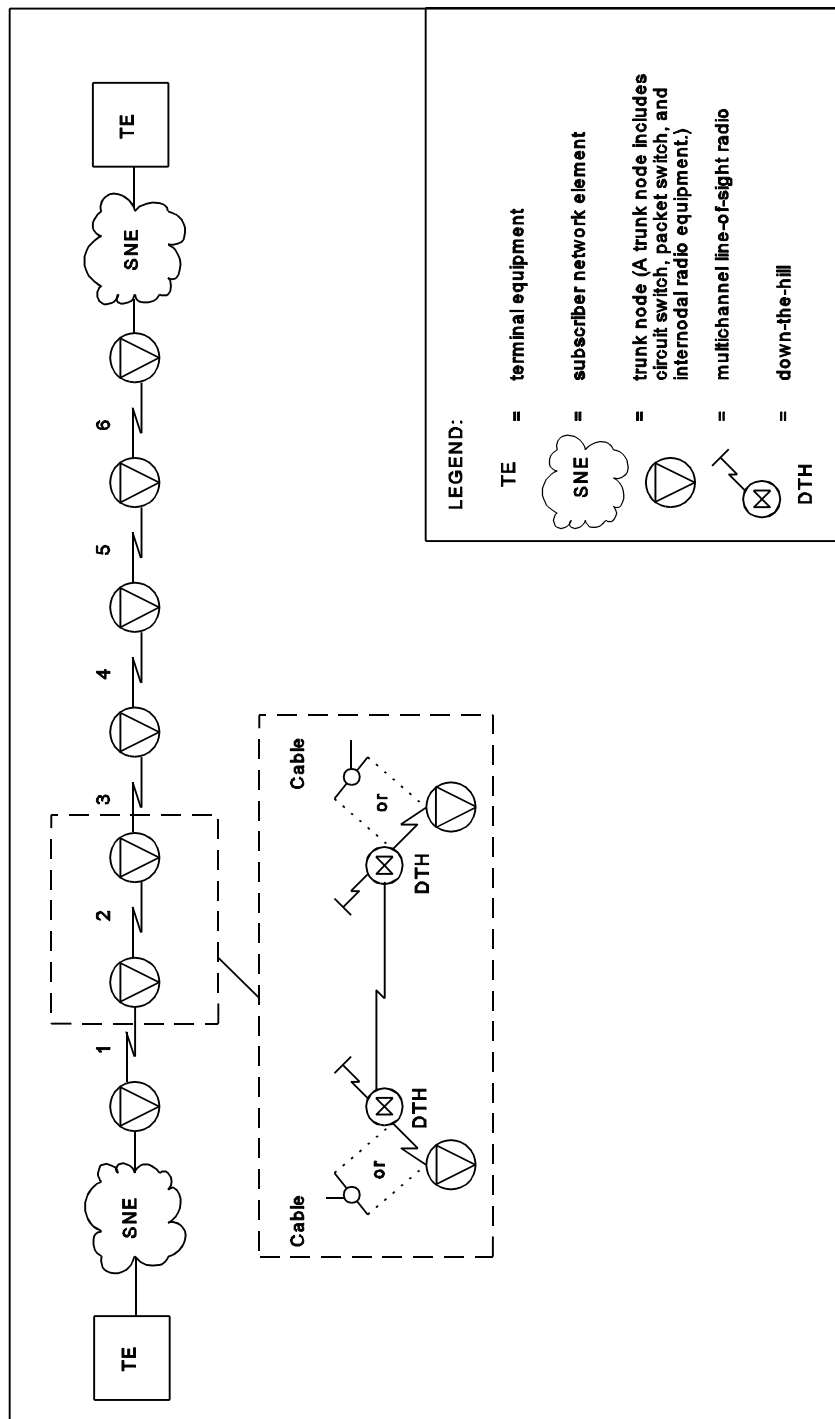 TE
SNE
1
2
3
4
5
6
SNE
TE
Cable
or
DTH
DTH
or
Cable
LEGEND:
TE = terminal equipment
SNE = subscriber network element
= trunk node (A trunk node includes
circuit switch, packet switch, and
internodal radio equipment.)
= multichannel line-of-sight radio
DTH = down-the-hill